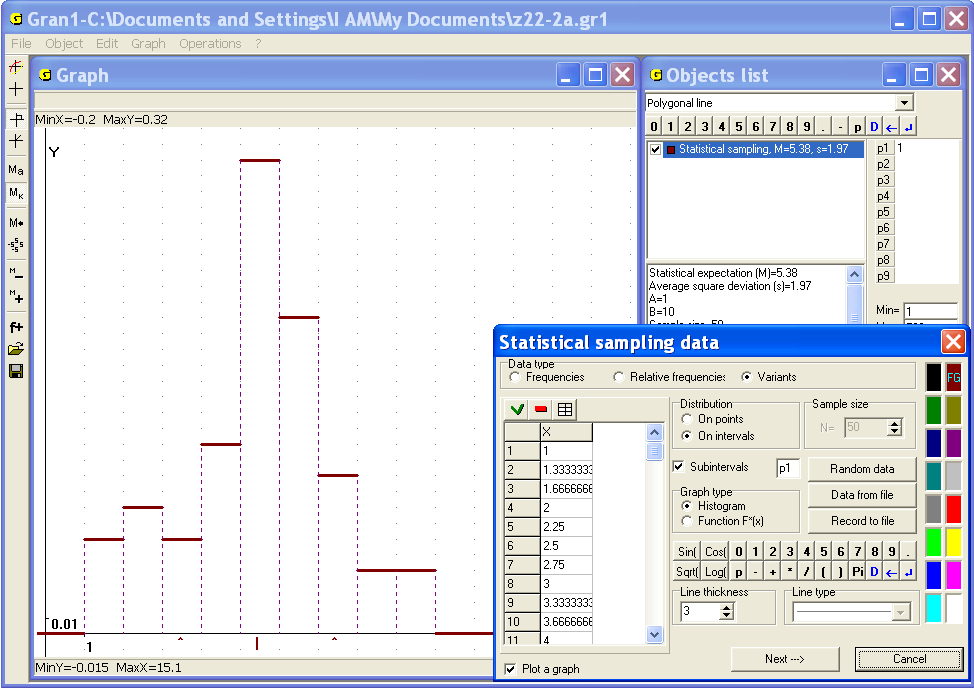 Gran1-C:\Documents and Settings\I AM\My Documents\z22-2a.gr1
File Object Edit Graph Operations ?
Graph
MinX=-0.2 MaxY=0.32
Y
0.01
1
MinY=-0.015 MaxX=15.1
Ma
Mк
M
555
M
M+
f+
Objects list
Polygonal line
0 1 2 3 4 5 6 7 8 9 . - p D ← ↲
Statistical sampling, M=5.38, s=1.97
p1 1
p2
p3
p4
p5
p6
p7
p8
p9
Statistical expectation (M)=5.38
Average square deviation (s)=1.97
A=1
B=10
Min= 1
Statistical sampling data
Data type
Frequencies Relative frequencies Variants
X
1 1
2 1.3333333
3 1.6666666
4 2
5 2.25
6 2.5
7 2.75
8 3
9 3.3333333
10 3.6666666
11 4
Plot a graph
Distribution
On points
On intervals
Sample size
N= 50
Subintervals p1
Graph type
Histogram
Function F*(x)
Random data
Data from file
Record to file
FG
Sin( Cos( 0 1 2 3 4 5 6 7 8 9 .
Sqrt( Log( p - + * / ( ) Pi D ← ↲
Line thickness
3
Line type
Next --->
Cancel